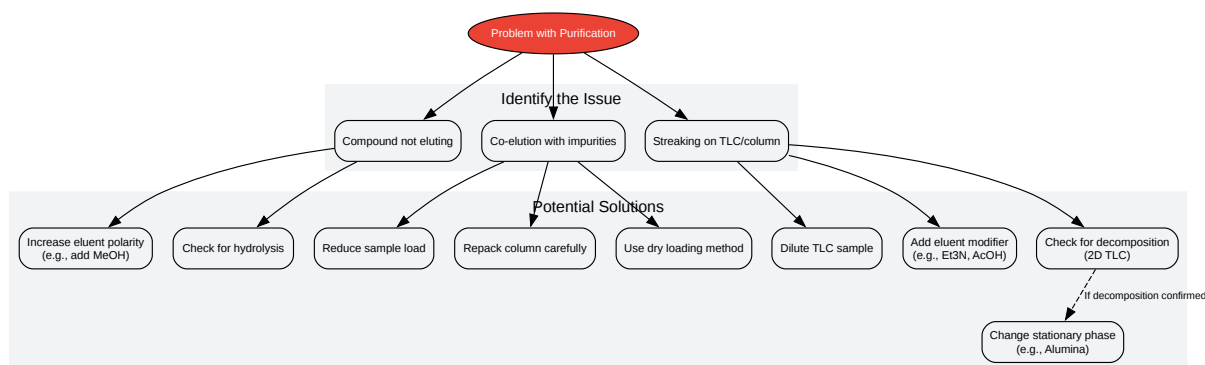 Problem with Purification
Identify the Issue
Compound not eluting
Co-elution with impurities
Streaking on TLC/column
Potential Solutions
Increase eluent polarity
(e.g., add MeOH)
Check for hydrolysis
Reduce sample load
Repack column carefully
Use dry loading method
Dilute TLC sample
Add eluent modifier
(e.g., Et3N, AcOH)
Check for decomposition
(2D TLC)
If decomposition confirmed
Change stationary phase
(e.g., Alumina)